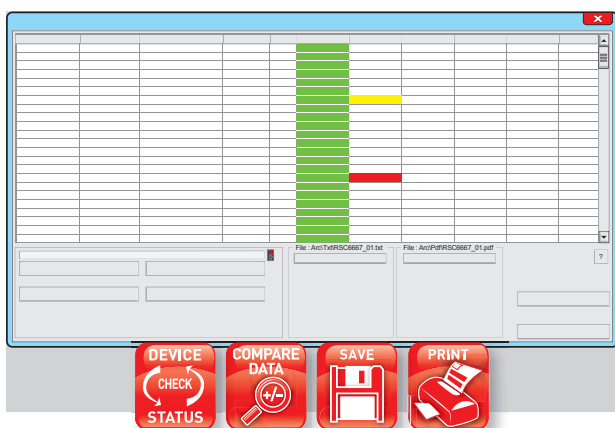 File : Arc\Txt\RSC6667_01.txt
File : Arc\Pdf\RSC6667_01.pdf
?
DEVICE
CHECK
STATUS
COMPARE
DATA
+/-
SAVE
PRINT